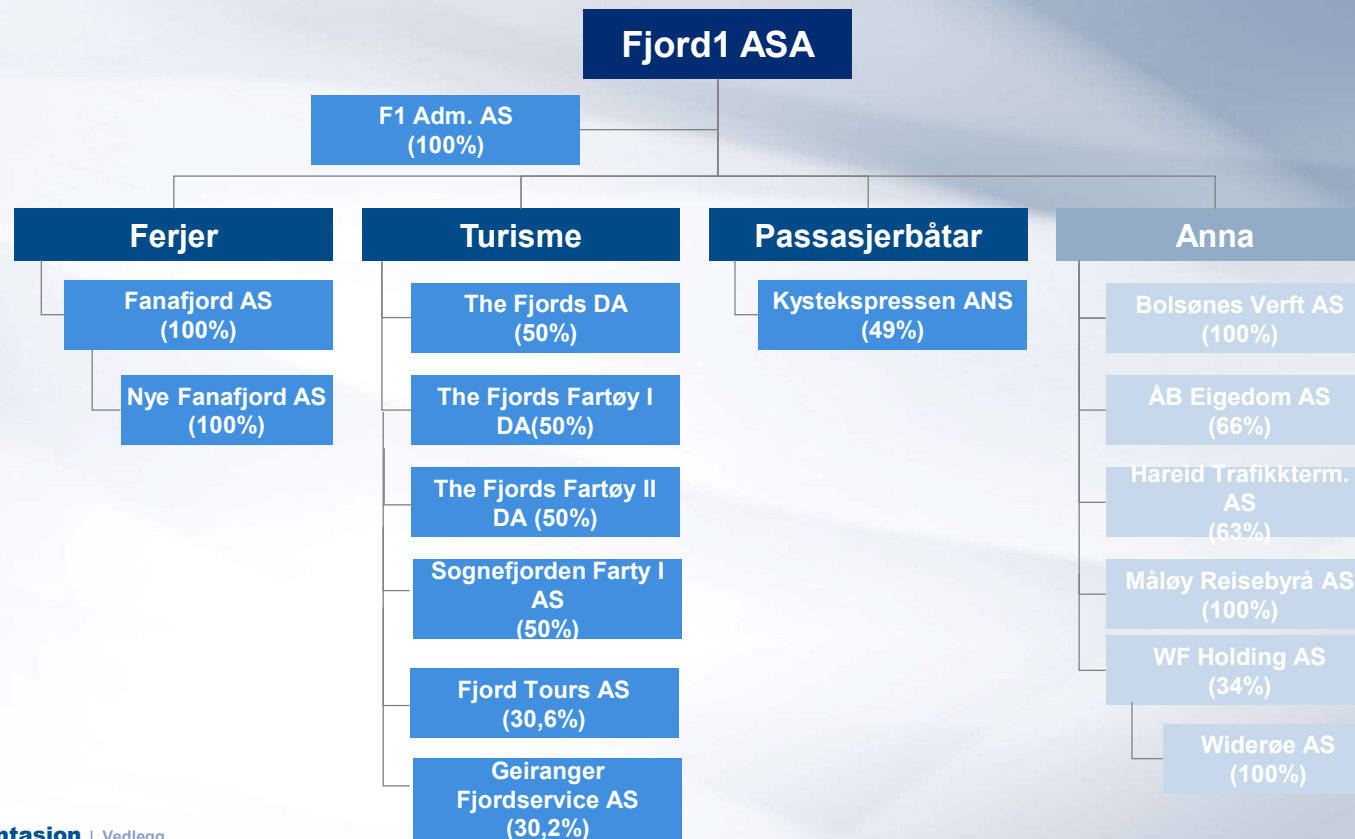 Fjord1 ASA
F1 Adm. AS
(100%)
Ferjer
Fanafjord AS
(100%)
Nye Fanafjord AS
(100%)
Turisme
The Fjords DA
(50%)
The Fjords Fartøy I
DA(50%)
The Fjords Fartøy II
DA (50%)
Sognefjorden Farty I
AS
(50%)
Fjord Tours AS
(30,6%)
Geiranger
Fjordservice AS
(30,2%)
Passasjerbåtar
Kystekspressen ANS
(49%)
Anna
Bolsønes Verft AS
(100%)
ÅB Eigedom AS
(66%)
Hareid Trafikkterm.
AS
(63%)
Måløy Reisebyrå AS
(100%)
WF Holding AS
(34%)
Widerøe AS
(100%)
ntasjon | Vedlegg